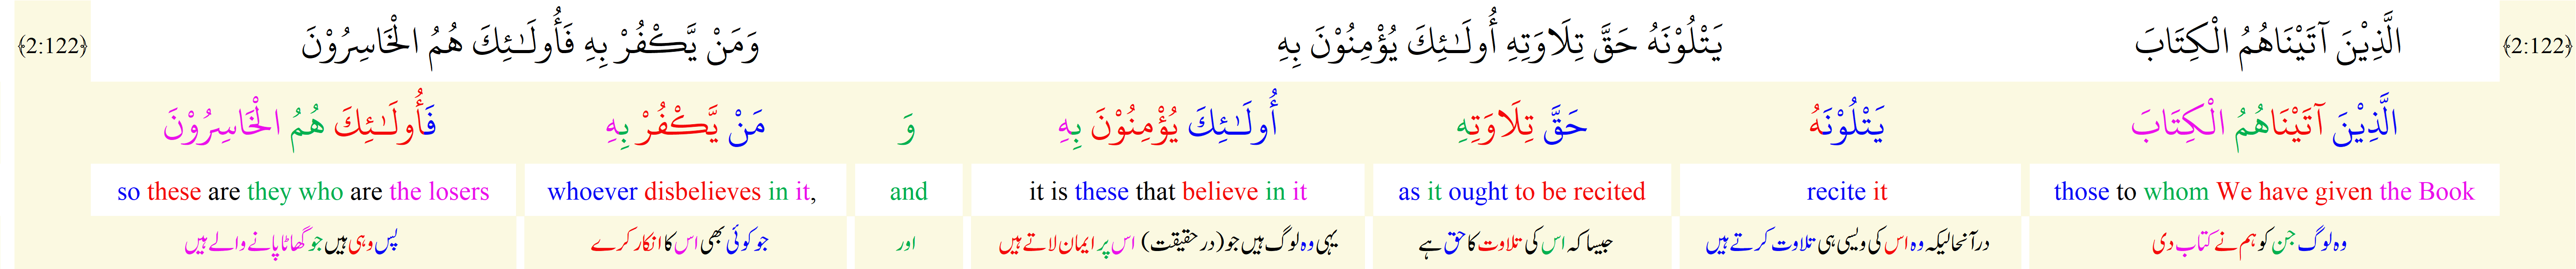 ﴿2:122﴾ الَّذِيْنَ آتَيْنَاهُمُ الْكِتَابَ يَتْلُوْنَهُ حَقَّ تِلَاوَتِهِ أُولَـٰئِكَ يُؤْمِنُوْنَ بِهِ وَمَنْ يَّكْفُرْ بِهِ فَأُولَـٰئِكَ هُمُ الْخَاسِرُوْنَ ﴿2:122﴾
الَّذِيْنَ آتَيْنَاهُمُ الْكِتَابَ يَتْلُوْنَهُ حَقَّ تِلَاوَتِهِ أُولَـٰئِكَ يُؤْمِنُوْنَ بِهِ وَ مَنْ يَّكْفُرْ بِهِ فَأُولَـٰئِكَ هُمُ الْخَاسِرُوْنَ
those to whom We have given the Book recite it as it ought to be recited it is these that believe in it and whoever disbelieves in it, so these are they who are the losers
وہ لوگ جن کو ہم نے کتاب دی درآنحالیکہ وہ اس کی ویسی ہی تلاوت کرتے ہیں جیسا کہ اس کی تلاوت کا حق ہے یہی وہ لوگ ہیں جو (در حقیقت) اس پر ایمان لاتے ہیں اور جو کوئی بھی اس کا انکار کرے پس وہی ہیں جو گھاٹا پانے والے ہیں